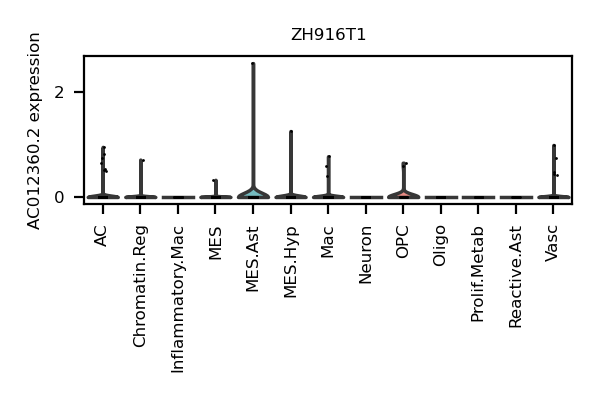 ZH916T1
AC012360.2 expression
2
0
AC
Chromatin.Reg
Inflammatory.Mac
MES
MES.Ast
MES.Hyp
Mac
Neuron
OPC
Oligo
Prolif.Metab
Reactive.Ast
Vasc